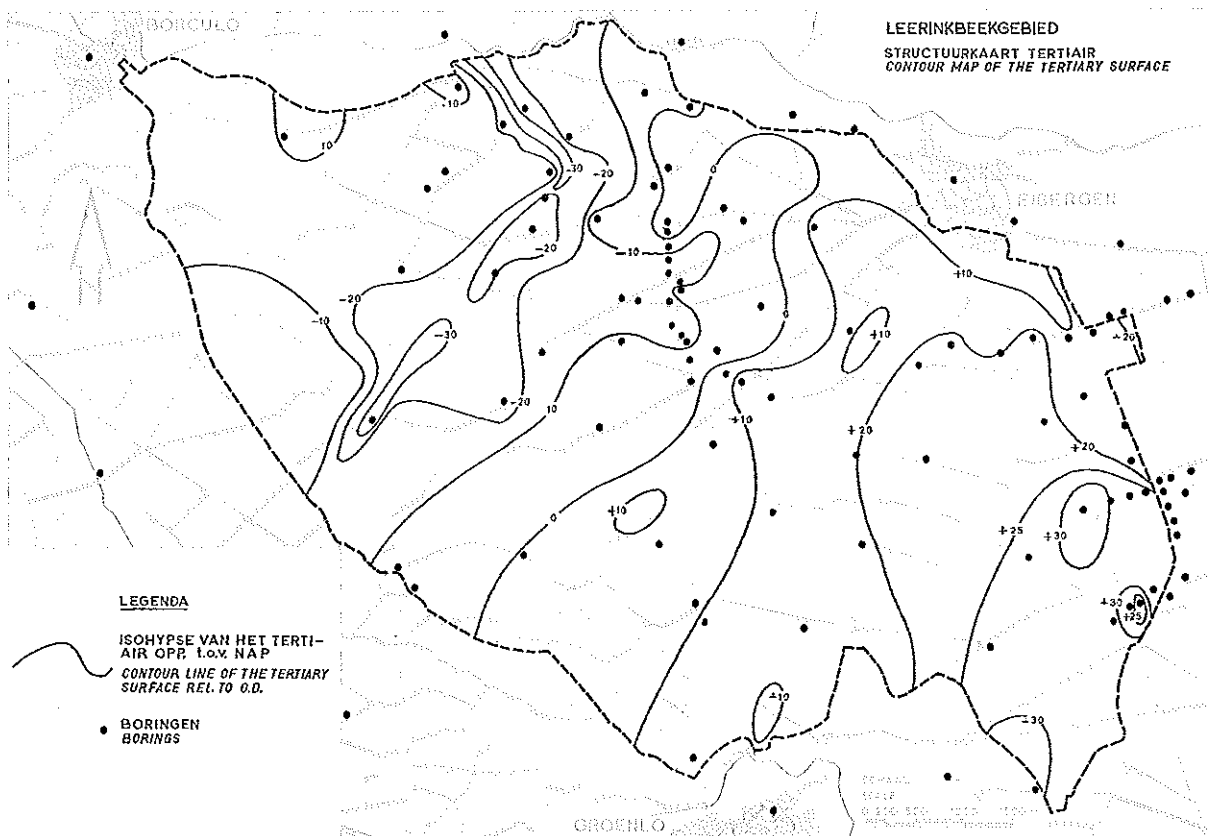 BORCULO
LEERINKBEEKGEBIED
STRUCTUURKAART TERTIAIR
CONTOUR MAP OF THE TERTIARY SURFACE
-10
10
-30
-20
0
EIBERGEN
-10
-20
+10
-20
-10
0
-30
+10
+20
-20
10
+10
+20
+20
+10
0
+25
+30
LEGENDA
+30
+25
ISOHYPSE VAN HET TERTI-
AIR OPP. t.o.v. NAP
CONTOUR LINE OF THE TERTIARY
SURFACE REL. TO O.D.
+10
BORINGEN
BORINGS
+30
GROENLO